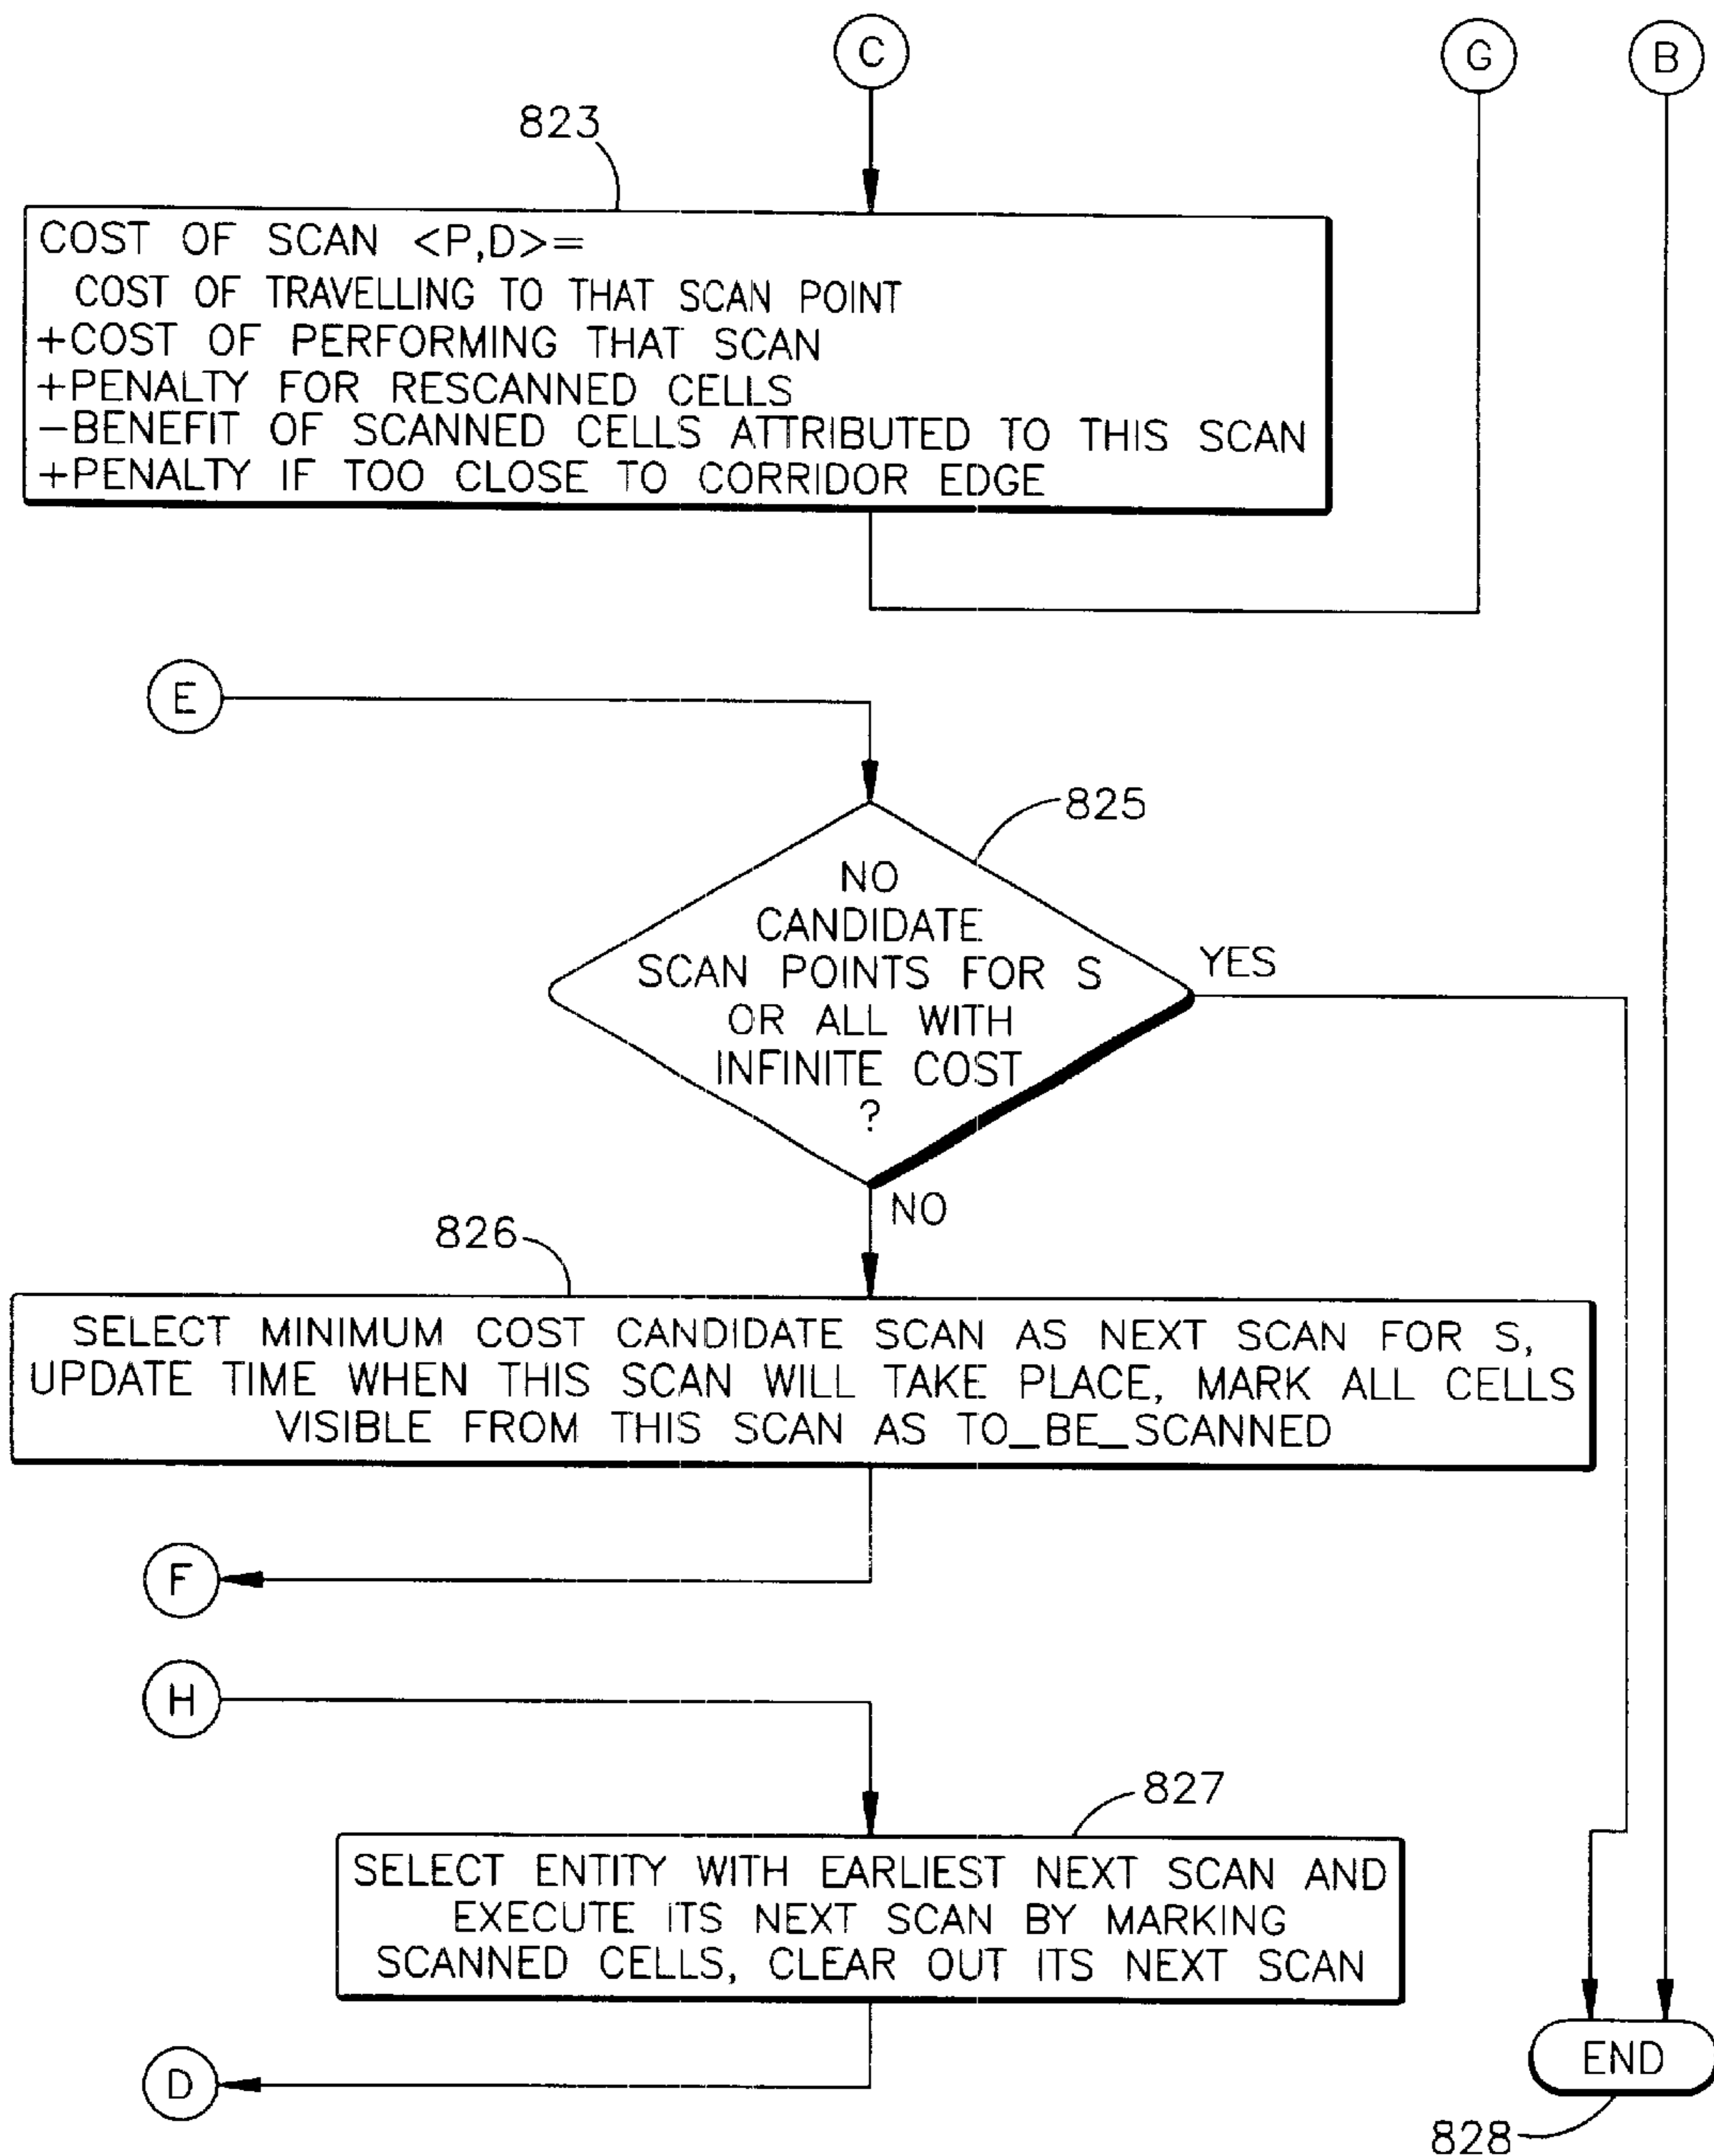 C
G
B
823
COST OF SCAN <P,D>=
COST OF TRAVELLING TO THAT SCAN POINT
+COST OF PERFORMING THAT SCAN
+PENALTY FOR RESCANNED CELLS
−BENEFIT OF SCANNED CELLS ATTRIBUTED TO THIS SCAN
+PENALTY IF TOO CLOSE TO CORRIDOR EDGE
E
825
NO
CANDIDATE
SCAN POINTS FOR S
OR ALL WITH
INFINITE COST
?
YES
NO
826
SELECT MINIMUM COST CANDIDATE SCAN AS NEXT SCAN FOR S,
UPDATE TIME WHEN THIS SCAN WILL TAKE PLACE, MARK ALL CELLS
VISIBLE FROM THIS SCAN AS TO_BE_SCANNED
F
H
827
SELECT ENTITY WITH EARLIEST NEXT SCAN AND
EXECUTE ITS NEXT SCAN BY MARKING
SCANNED CELLS, CLEAR OUT ITS NEXT SCAN
D
END
828